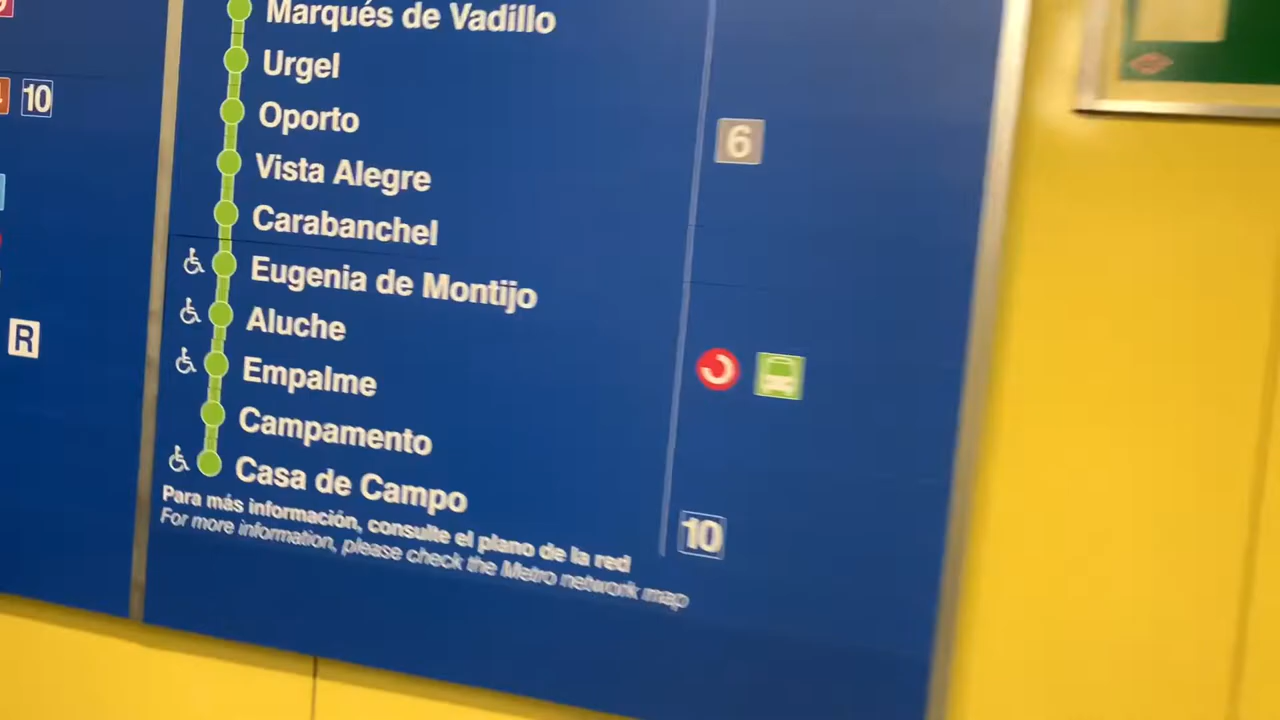 10
R
Marqués de Vadillo
Urgel
Oporto 6
Vista Alegre
Carabanchel
Eugenia de Montijo
Aluche
Empalme
Campamento
Casa de Campo 10
Para más información, consulte el plano de la red
For more information, please check the Metro network map